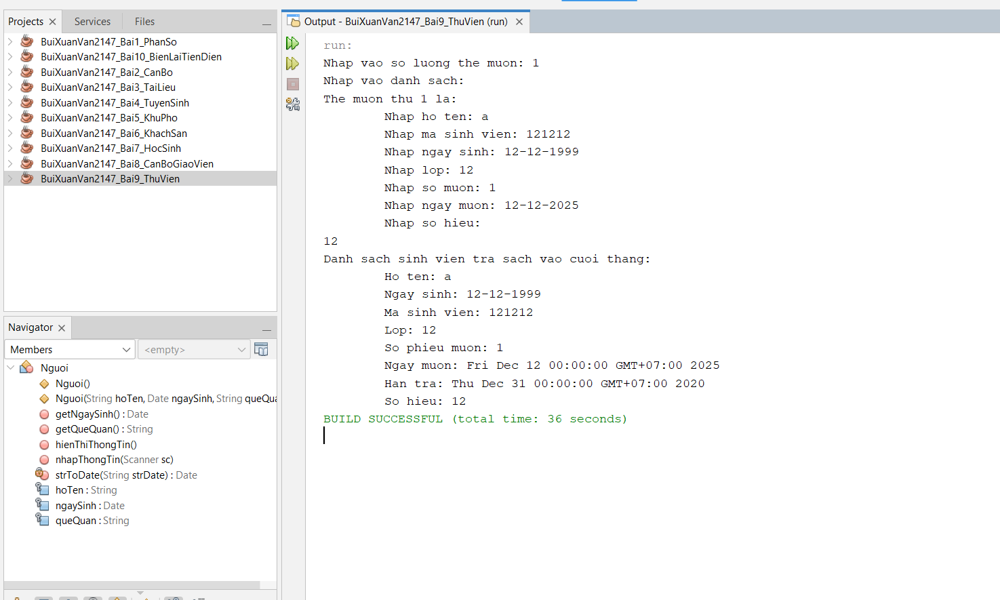 Projects
Services
Files
BuiXuanVan2147_Bai1_PhanSo
BuiXuanVan2147_Bai10_BienLaiTienDien
BuiXuanVan2147_Bai2_CanBo
BuiXuanVan2147_Bai3_TaiLieu
BuiXuanVan2147_Bai4_TuyenSinh
BuiXuanVan2147_Bai5_KhuPho
BuiXuanVan2147_Bai6_KhachSan
BuiXuanVan2147_Bai7_HocSinh
BuiXuanVan2147_Bai8_CanBoGiaoVien
BuiXuanVan2147_Bai9_ThuVien
Navigator
Members
<empty>
Nguoi
Nguoi()
Nguoi(String hoTen, Date ngaySinh, String queQua
getNgaySinh() : Date
getQueQuan() : String
hienThiThongTin()
nhapThongTin(Scanner sc)
strToDate(String strDate) : Date
hoTen : String
ngaySinh : Date
queQuan : String
Output - BuiXuanVan2147_Bai9_ThuVien (run)
run:
Nhap vao so luong the muon: 1
Nhap vao danh sach:
The muon thu 1 la:
Nhap ho ten: a
Nhap ma sinh vien: 121212
Nhap ngay sinh: 12-12-1999
Nhap lop: 12
Nhap so muon: 1
Nhap ngay muon: 12-12-2025
Nhap so hieu:
12
Danh sach sinh vien tra sach vao cuoi thang:
Ho ten: a
Ngay sinh: 12-12-1999
Ma sinh vien: 121212
Lop: 12
So phieu muon: 1
Ngay muon: Fri Dec 12 00:00:00 GMT+07:00 2025
Han tra: Thu Dec 31 00:00:00 GMT+07:00 2020
So hieu: 12
BUILD SUCCESSFUL (total time: 36 seconds)